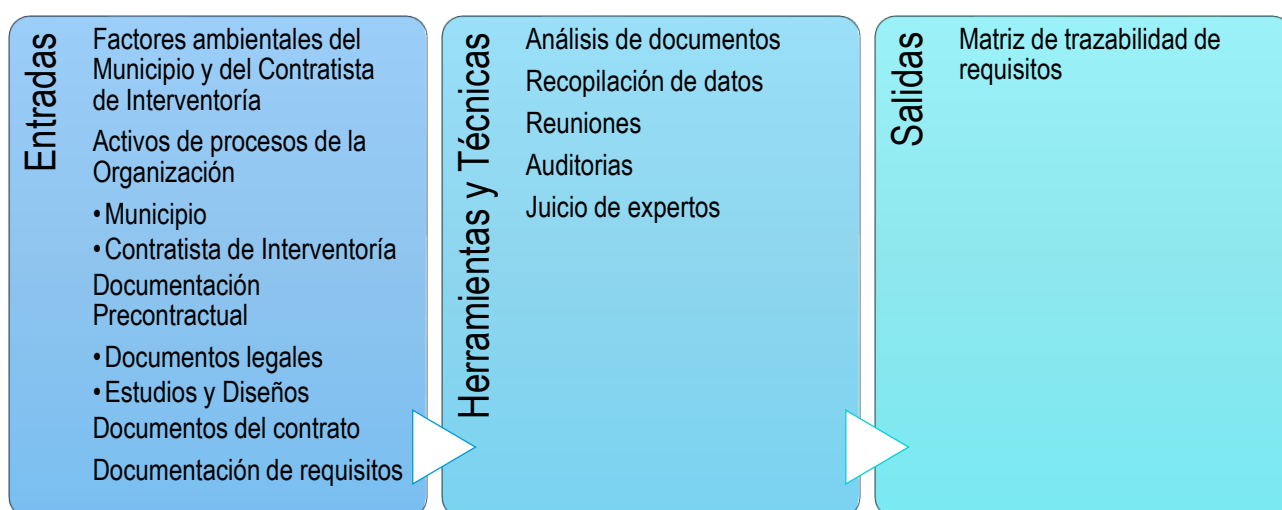 Entradas
Factores ambientales del
Municipio y del Contratista
de Interventoría
Activos de procesos de la
Organización
• Municipio
• Contratista de Interventoría
Documentación
Precontractual
• Documentos legales
• Estudios y Diseños
Documentos del contrato
Documentación de requisitos
Herramientas y Técnicas
Análisis de documentos
Recopilación de datos
Reuniones
Auditorias
Juicio de expertos
Salidas
Matriz de trazabilidad de
requisitos